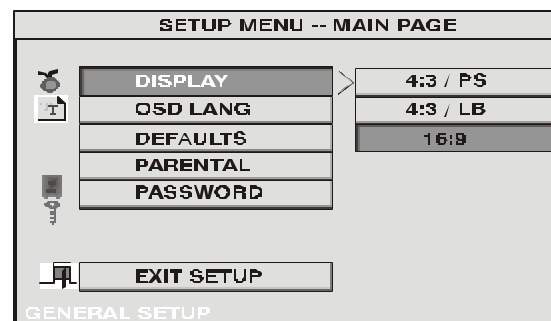 SETUP MENU -- MAIN PAGE
DISPLAY
4:3 / PS
OSD LANG
4:3 / LB
DEFAULTS
16:9
PARENTAL
PASSWORD
EXIT SETUP
GENERAL SETUP